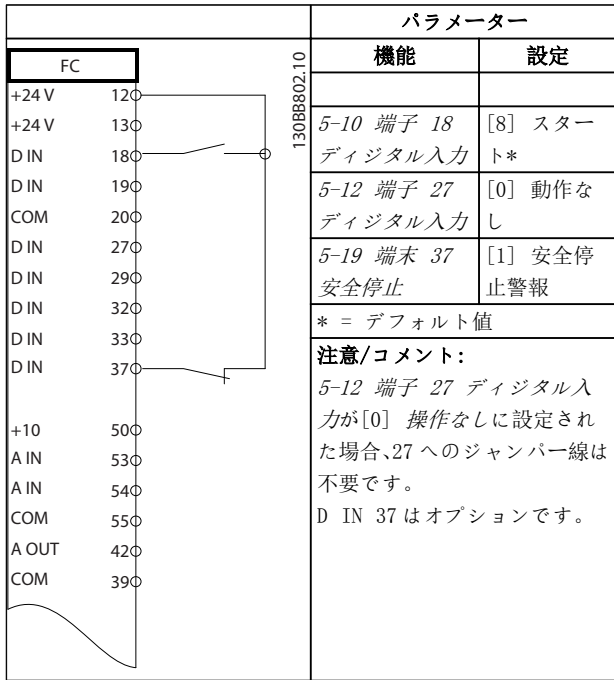 パラメーター
機能 設定
FC
130BB802.10
+24 V 12
+24 V 13
D IN 18
D IN 19
COM 20
D IN 27
D IN 29
D IN 32
D IN 33
D IN 37
+10 50
A IN 53
A IN 54
COM 55
A OUT 42
COM 39
5-10 端子 18
ディジタル入力
[8] スター
ト*
5-12 端子 27
ディジタル入力
[0] 動作な
し
5-19 端末 37
安全停止
[1] 安全停
止警報
* = デフォルト値
注意/コメント:
5-12 端子 27 ディジタル入
力が[0] 操作なしに設定され
た場合、27 へのジャンパー線は
不要です。
D IN 37 はオプションです。